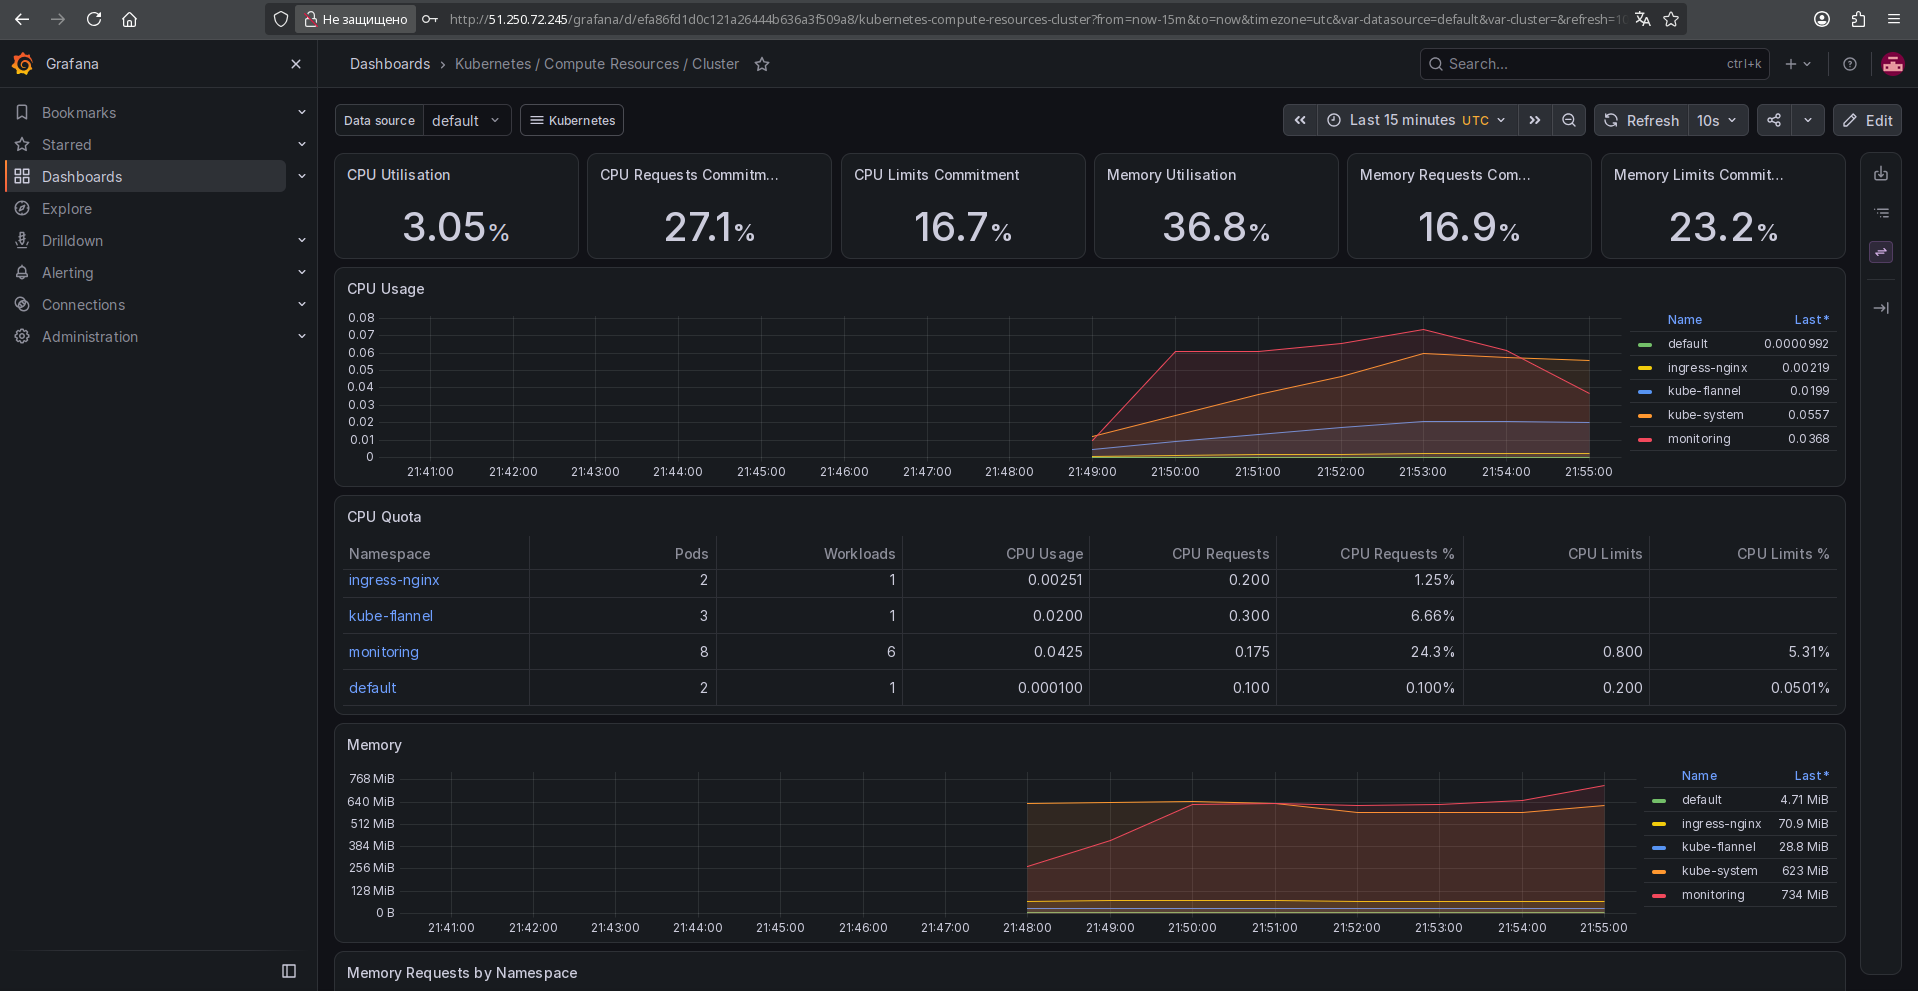 Не защищено
http://51.250.72.245/grafana/d/efa86fd1d0c121a26444b636a3f509a8/kubernetes-compute-resources-cluster?from=now-15m&to=now&timezone=utc&var-datasource=default&var-cluster=&refresh=1
Grafana
Dashboards › Kubernetes / Compute Resources / Cluster
Search... ctrl+k
Bookmarks
Starred
Dashboards
Explore
Drilldown
Alerting
Connections
Administration
Data source default Kubernetes
Last 15 minutes UTC Refresh 10s Edit
CPU Utilisation
3.05%
CPU Requests Commitm...
27.1%
CPU Limits Commitment
16.7%
Memory Utilisation
36.8%
Memory Requests Com...
16.9%
Memory Limits Commit...
23.2%
CPU Usage
0.08
0.07
0.06
0.05
0.04
0.03
0.02
0.01
0
21:41:00 21:42:00 21:43:00 21:44:00 21:45:00 21:46:00 21:47:00 21:48:00 21:49:00 21:50:00 21:51:00 21:52:00 21:53:00 21:54:00 21:55:00
Name Last *
default 0.0000992
ingress-nginx 0.00219
kube-flannel 0.0199
kube-system 0.0557
monitoring 0.0368
CPU Quota
Namespace Pods Workloads CPU Usage CPU Requests CPU Requests % CPU Limits CPU Limits %
ingress-nginx 2 1 0.00251 0.200 1.25%
kube-flannel 3 1 0.0200 0.300 6.66%
monitoring 8 6 0.0425 0.175 24.3% 0.800 5.31%
default 2 1 0.000100 0.100 0.100% 0.200 0.0501%
Memory
768 MiB
640 MiB
512 MiB
384 MiB
256 MiB
128 MiB
0 B
21:41:00 21:42:00 21:43:00 21:44:00 21:45:00 21:46:00 21:47:00 21:48:00 21:49:00 21:50:00 21:51:00 21:52:00 21:53:00 21:54:00 21:55:00
Name Last *
default 4.71 MiB
ingress-nginx 70.9 MiB
kube-flannel 28.8 MiB
kube-system 623 MiB
monitoring 734 MiB
Memory Requests by Namespace